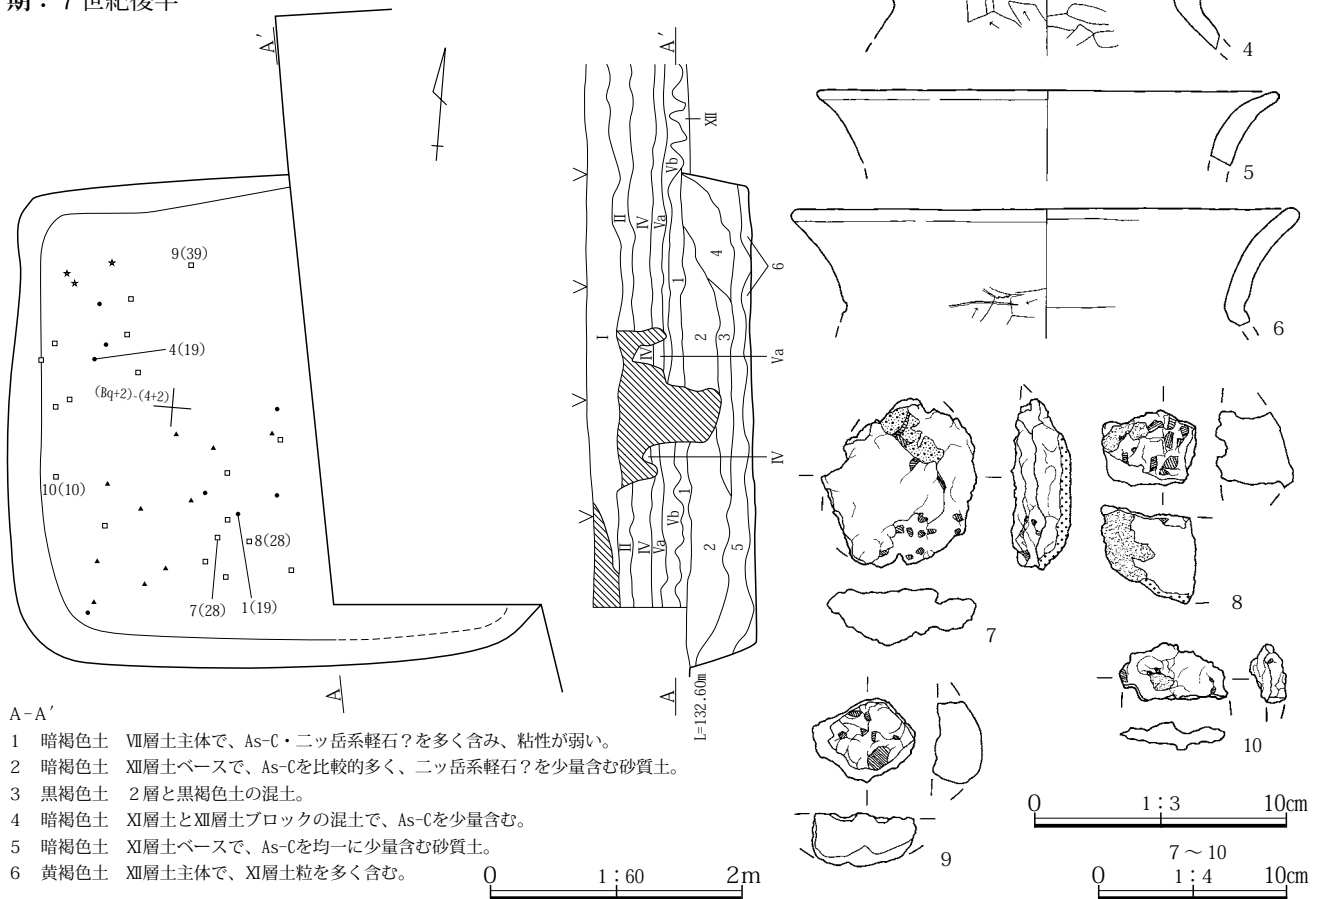 期：７世紀後半
A′
A′
4
XII
5
Vb
II
IV
Va
4
6
9(39)
1
6
I
2
3
4(19)
IV
Va
(Bq+2)-(4+2)
IV
10(10)
1
Vb
8(28)
II
IV
Va
2
5
7(28)
1(19)
7
8
A
A
L=132.60m
10
9
A-A′
1　暗褐色土　Ⅶ層土主体で、As-C・二ッ岳系軽石？を多く含み、粘性が弱い。
2　暗褐色土　Ⅻ層土ベースで、As-Cを比較的多く、二ッ岳系軽石？を少量含む砂質土。
3　黒褐色土　２層と黒褐色土の混土。
4　暗褐色土　Ⅺ層土とⅫ層土ブロックの混土で、As-Cを少量含む。
5　暗褐色土　Ⅺ層土ベースで、As-Cを均一に少量含む砂質土。
6　黄褐色土　Ⅻ層土主体で、Ⅺ層土粒を多く含む。
0　1：60　2m
0　1：3　10cm
7～10
0　1：4　10cm